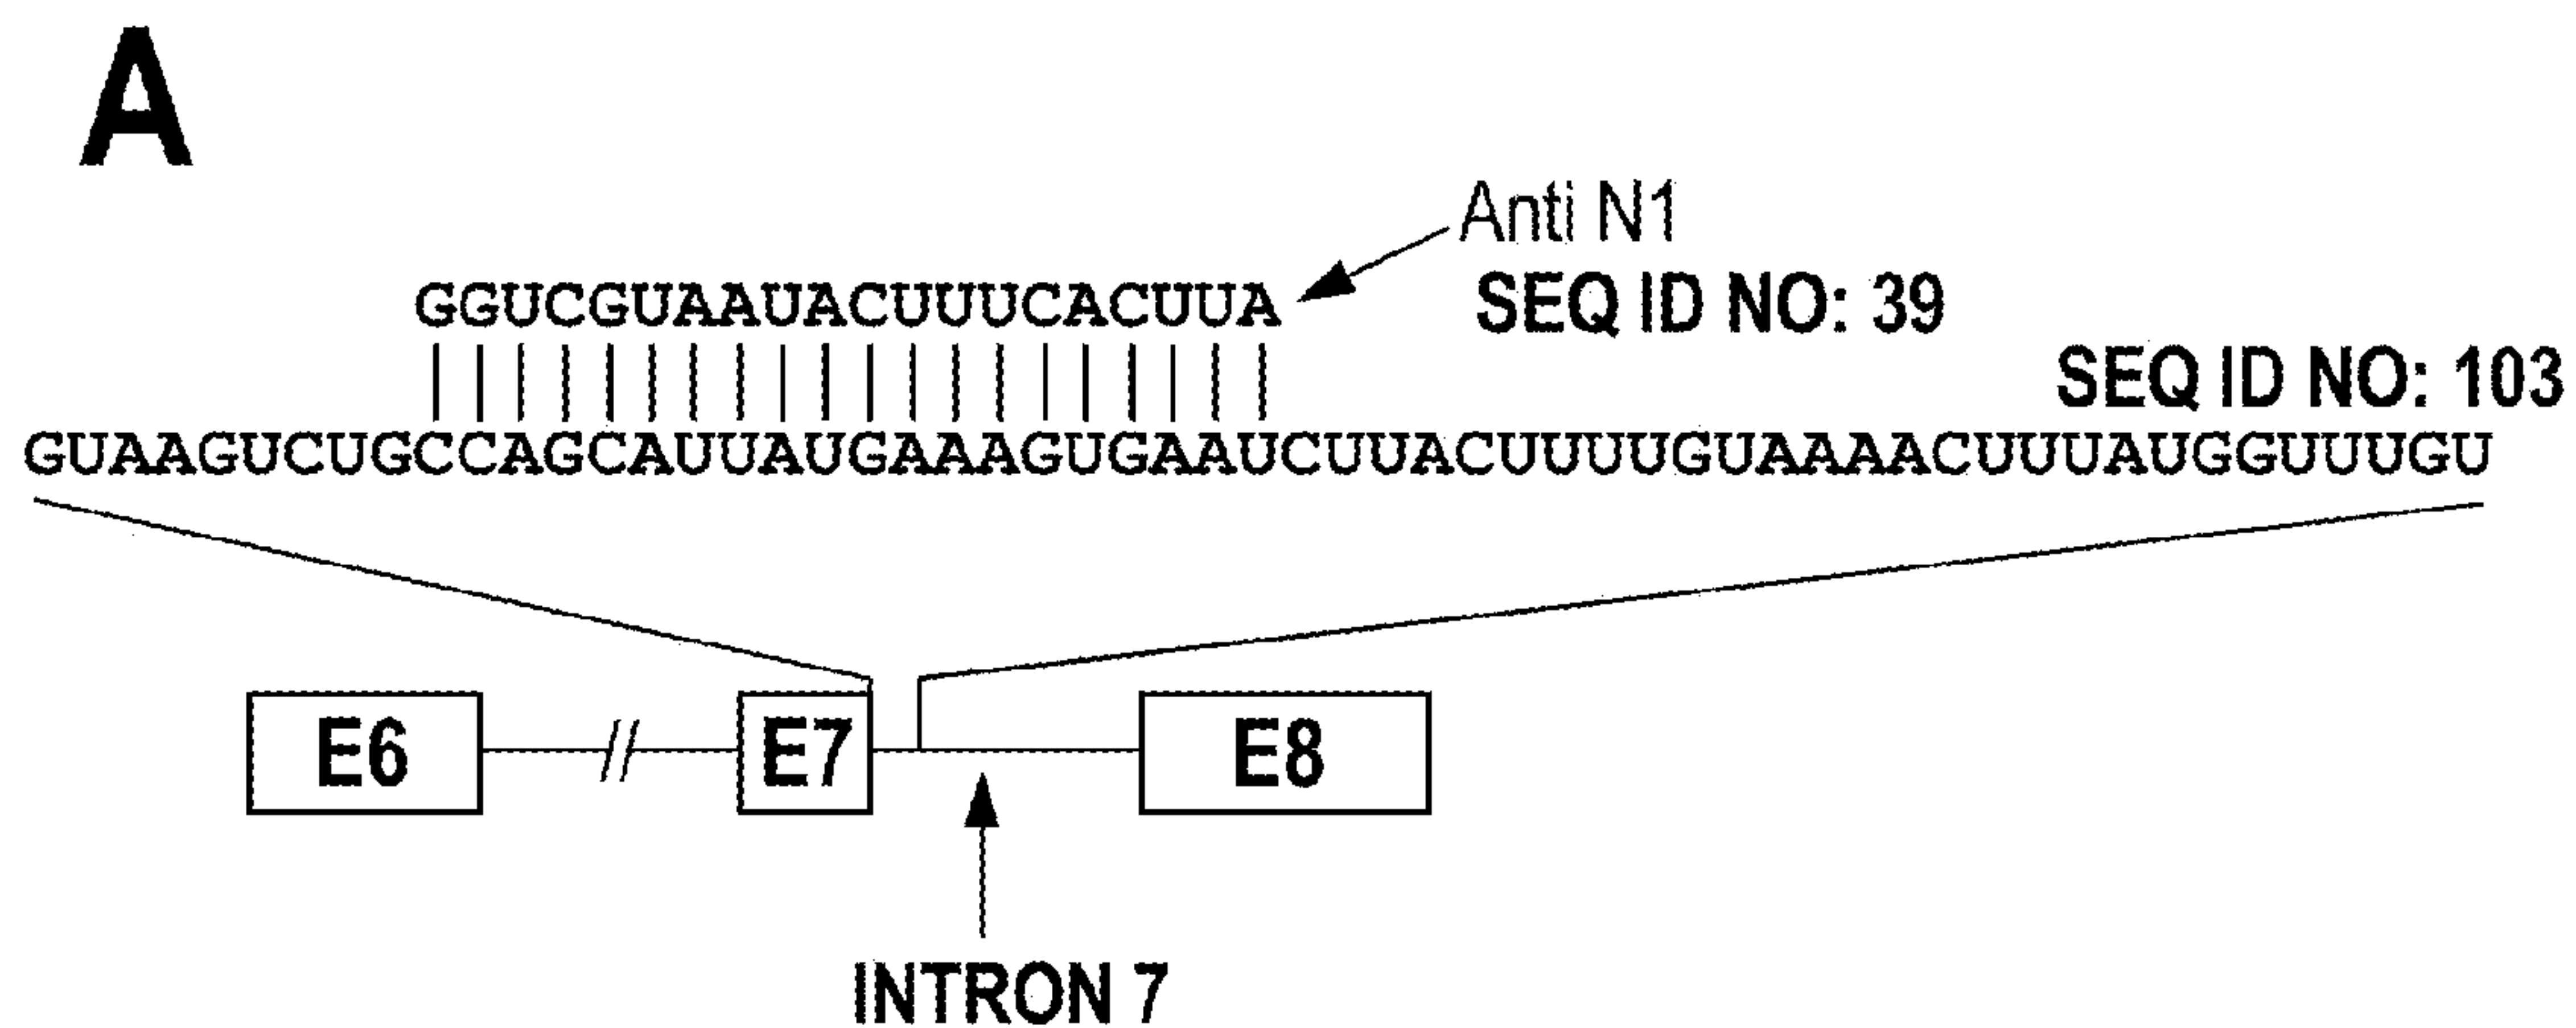 A
Anti N1
GGUCGUAAUACUUUCACUUA
SEQ ID NO: 39
SEQ ID NO: 103
GUAAGUCUGCCAGCAUUAUGAAAGUGAAUCUUACUUUUGUAAAACUUUAUGGUUUGU
E6
E7
E8
INTRON 7